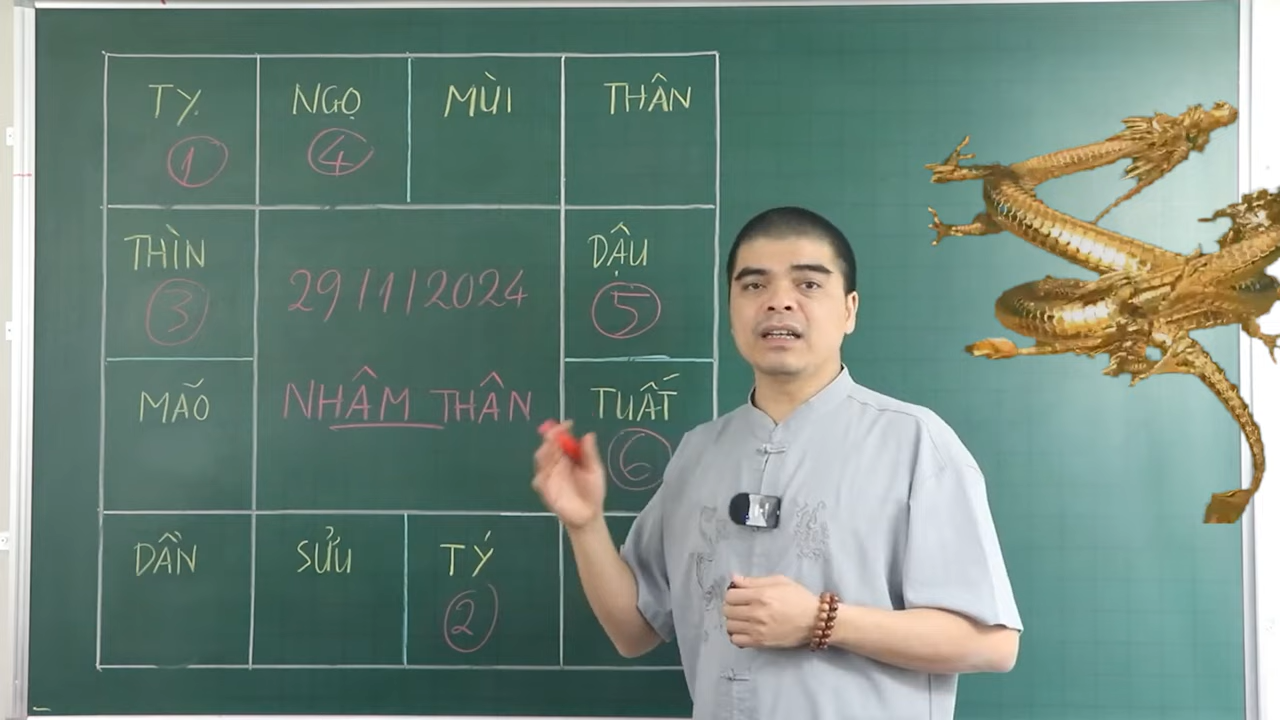 TỴ NGỌ MÙI THÂN
① ④
THÌN DẬU
③ ⑤
29/1/2024
MÃO NHÂM THÂN TUẤT
⑥
DẦN SỬU TÝ
②